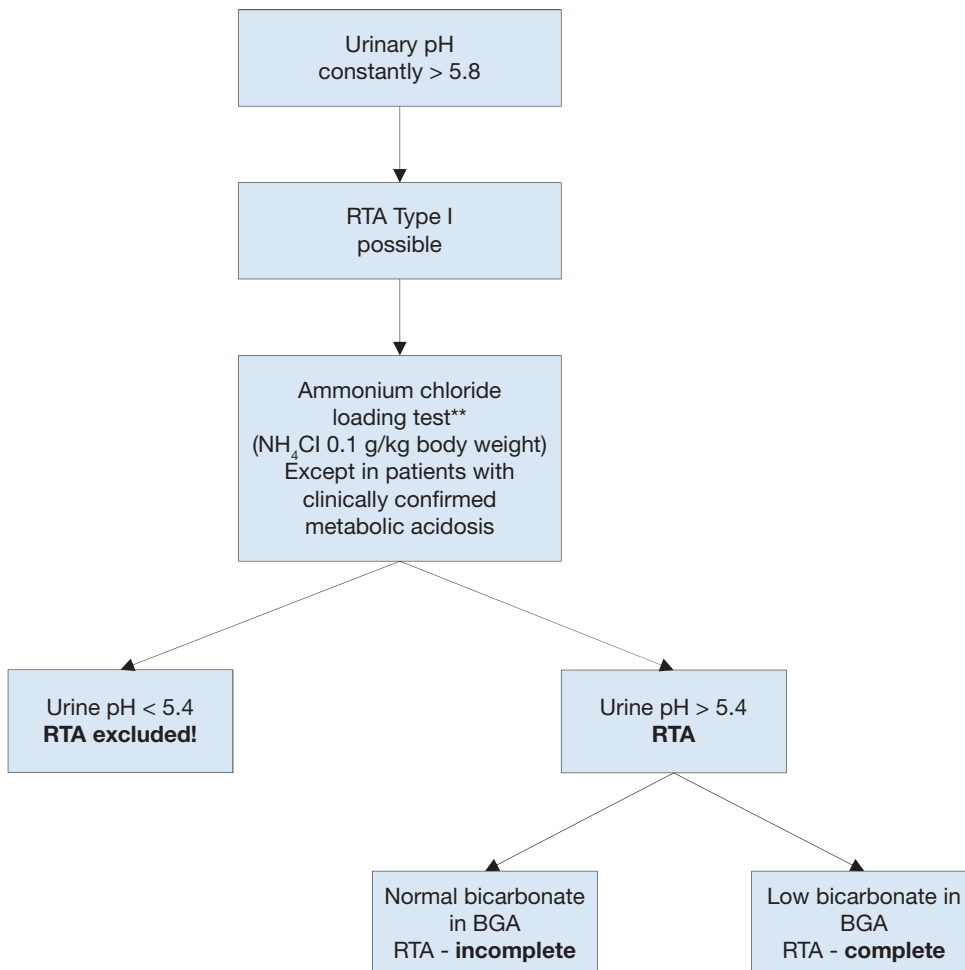 Urinary pH
constantly > 5.8
RTA Type I
possible
Ammonium chloride
loading test**
(NH₄Cl 0.1 g/kg body weight)
Except in patients with
clinically confirmed
metabolic acidosis
Urine pH < 5.4
RTA excluded!
Urine pH > 5.4
RTA
Normal bicarbonate
in BGA
RTA - incomplete
Low bicarbonate in
BGA
RTA - complete